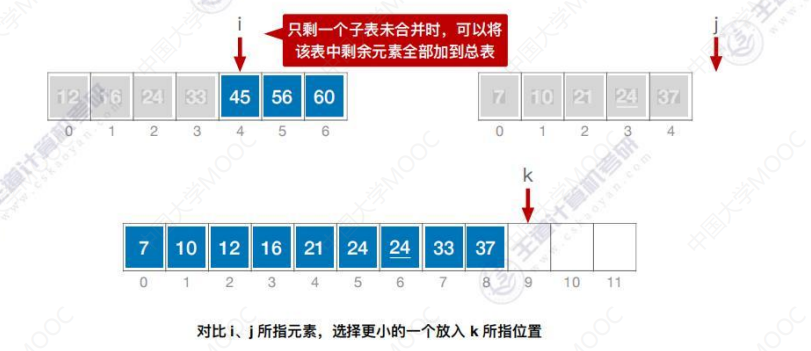 i
只剩一个子表未合并时，可以将
该表中剩余元素全部加到总表
j
12 16 24 33 45 56 60
7 10 21 24 37
0 1 2 3 4 5 6
0 1 2 3 4
k
7 10 12 16 21 24 24 33 37
0 1 2 3 4 5 6 7 8 9 10 11
对比 i、j 所指元素，选择更小的一个放入 k 所指位置
中国大学MOOC
王道计算机考研
www.cskaoyan.com